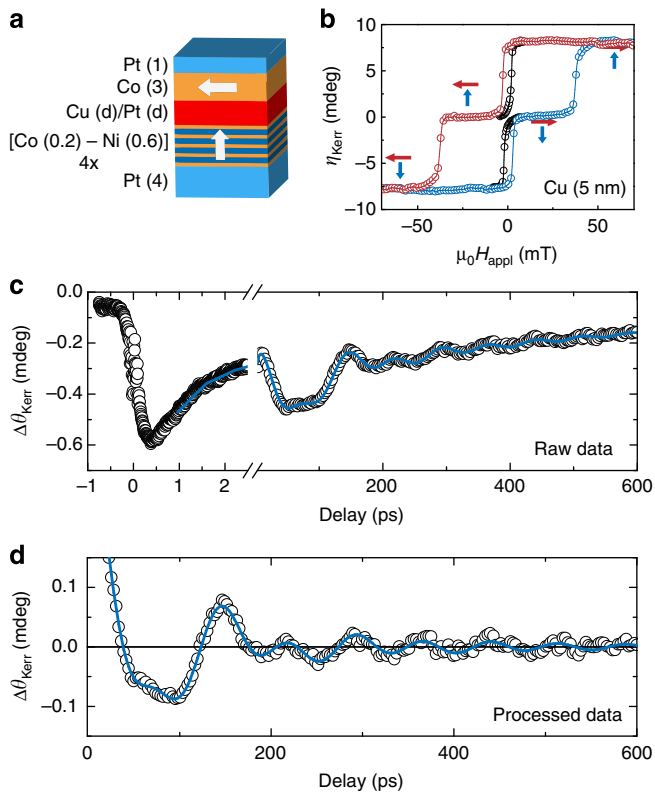 a
Pt (1)
Co (3)
Cu (d)/Pt (d)
[Co (0.2) – Ni (0.6)]
4x
Pt (4)
b
10
5
0
−5
−10
ηKerr (mdeg)
Cu (5 nm)
−50 0 50
μ0Happl (mT)
c
0.0
−0.2
−0.4
−0.6
ΔθKerr (mdeg)
Raw data
−1 0 1 2 200 400 600
Delay (ps)
d
0.1
0.0
−0.1
ΔθKerr (mdeg)
Processed data
0 200 400 600
Delay (ps)